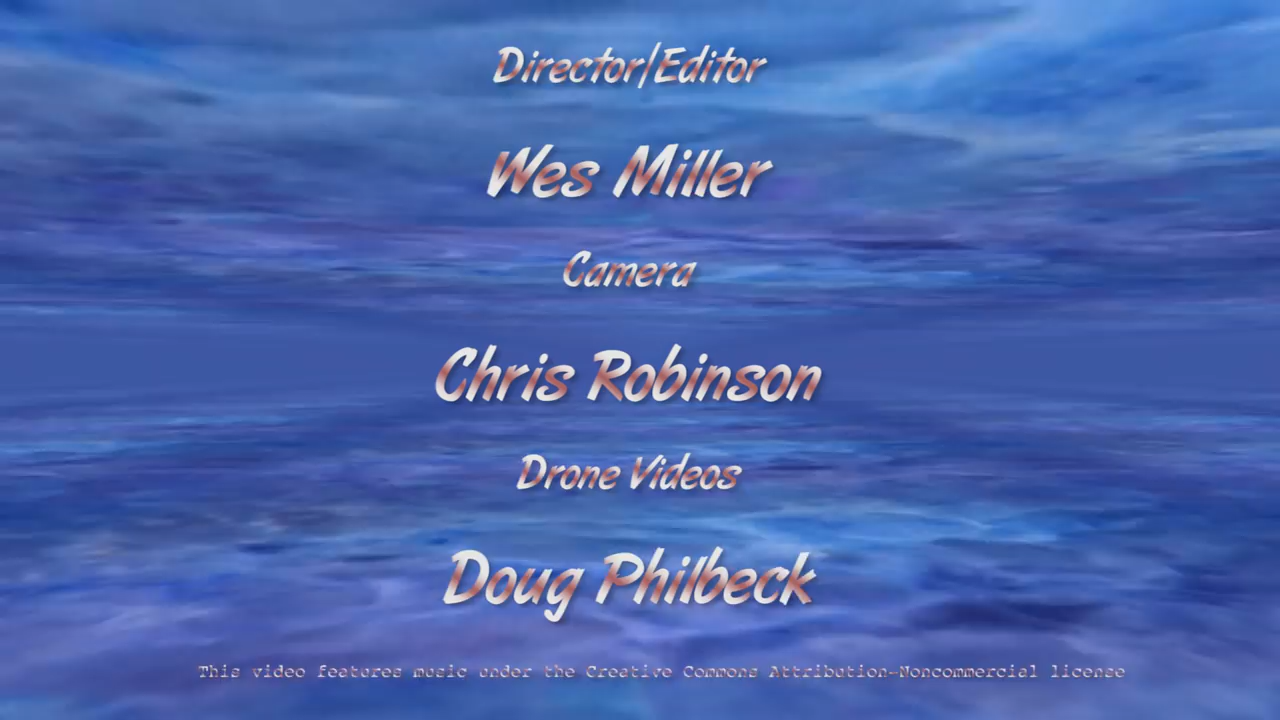 Director/Editor
Wes Miller
Camera
Chris Robinson
Drone Videos
Doug Philbeck
This video features music under the Creative Commons Attribution-Noncommercial license